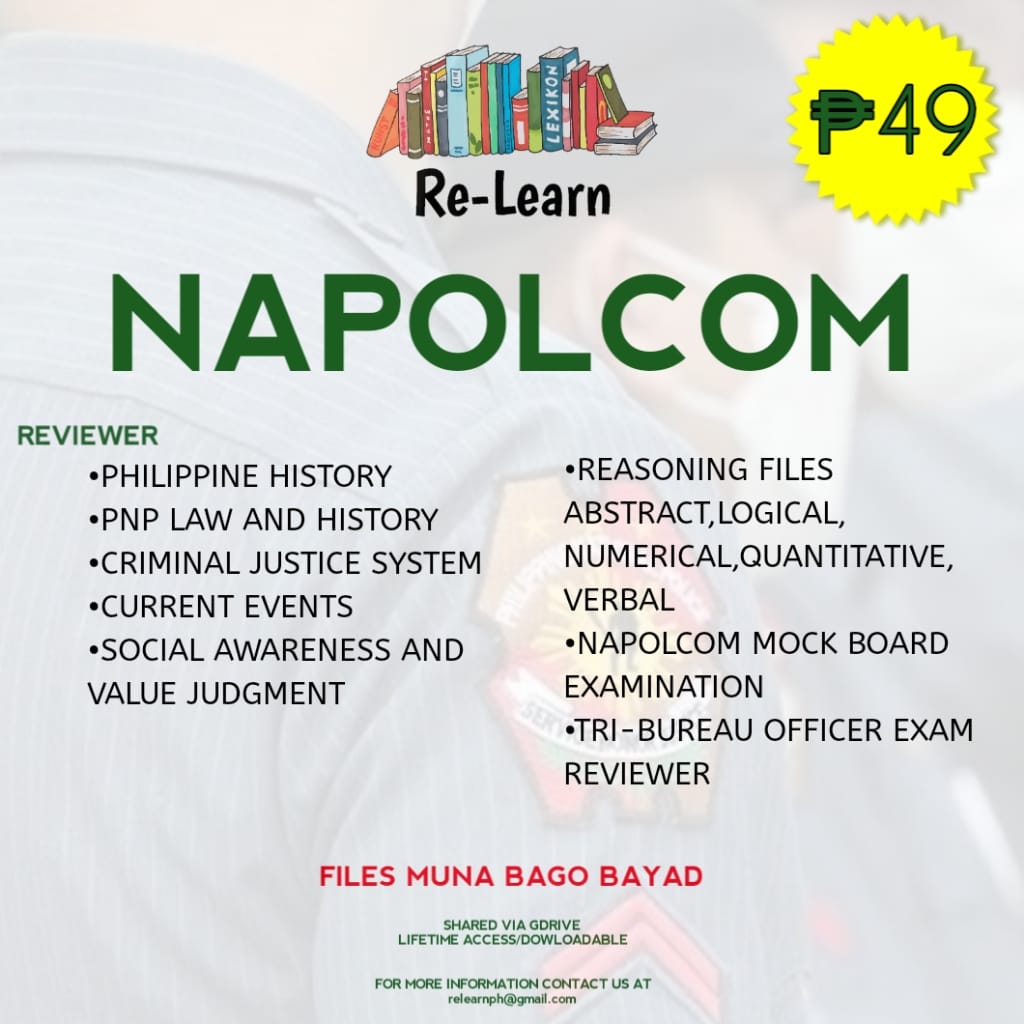 LEXIKON
Re-Learn
₱49
NAPOLCOM
REVIEWER
•PHILIPPINE HISTORY
•PNP LAW AND HISTORY
•CRIMINAL JUSTICE SYSTEM
•CURRENT EVENTS
•SOCIAL AWARENESS AND
VALUE JUDGMENT
•REASONING FILES
ABSTRACT,LOGICAL,
NUMERICAL,QUANTITATIVE,
VERBAL
•NAPOLCOM MOCK BOARD
EXAMINATION
•TRI-BUREAU OFFICER EXAM
REVIEWER
FILES MUNA BAGO BAYAD
SHARED VIA GDRIVE
LIFETIME ACCESS/DOWLOADABLE
FOR MORE INFORMATION CONTACT US AT
relearnph@gmail.com